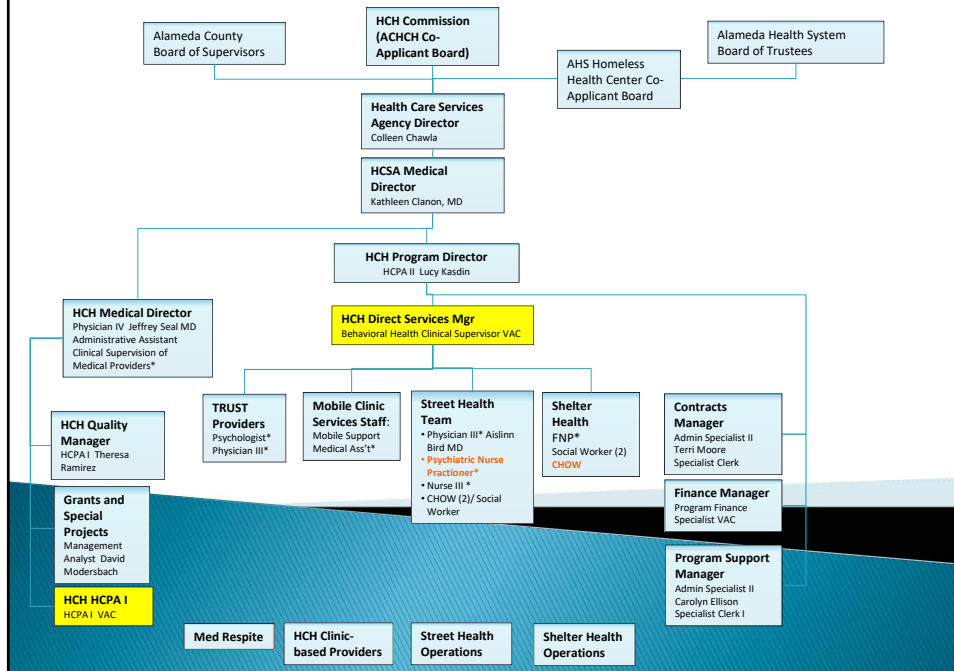 HCH Commission
(ACHCH Co-
Applicant Board)
Alameda County
Board of Supervisors
Alameda Health System
Board of Trustees
AHS Homeless
Health Center Co-
Applicant Board
Health Care Services
Agency Director
Colleen Chawla
HCSA Medical
Director
Kathleen Clanon, MD
HCH Program Director
HCPA II Lucy Kasdin
HCH Medical Director
Physician IV Jeffrey Seal MD
Administrative Assistant
Clinical Supervision of
Medical Providers*
HCH Direct Services Mgr
Behavioral Health Clinical Supervisor VAC
HCH Quality
Manager
HCPA I Theresa
Ramirez
Grants and
Special
Projects
Management
Analyst David
Modersbach
HCH HCPA I
HCPA I VAC
TRUST
Providers
Psychologist*
Physician III*
Mobile Clinic
Services Staff:
Mobile Support
Medical Ass't*
Street Health
Team
• Physician III* Aislinn
Bird MD
• Psychiatric Nurse
Practioner*
• Nurse III *
• CHOW (2)/ Social
Worker
Shelter
Health
FNP*
Social Worker (2)
CHOW
Contracts
Manager
Admin Specialist II
Terri Moore
Specialist Clerk
Finance Manager
Program Finance
Specialist VAC
Program Support
Manager
Admin Specialist II
Carolyn Ellison
Specialist Clerk I
Med Respite
HCH Clinic-
based Providers
Street Health
Operations
Shelter Health
Operations